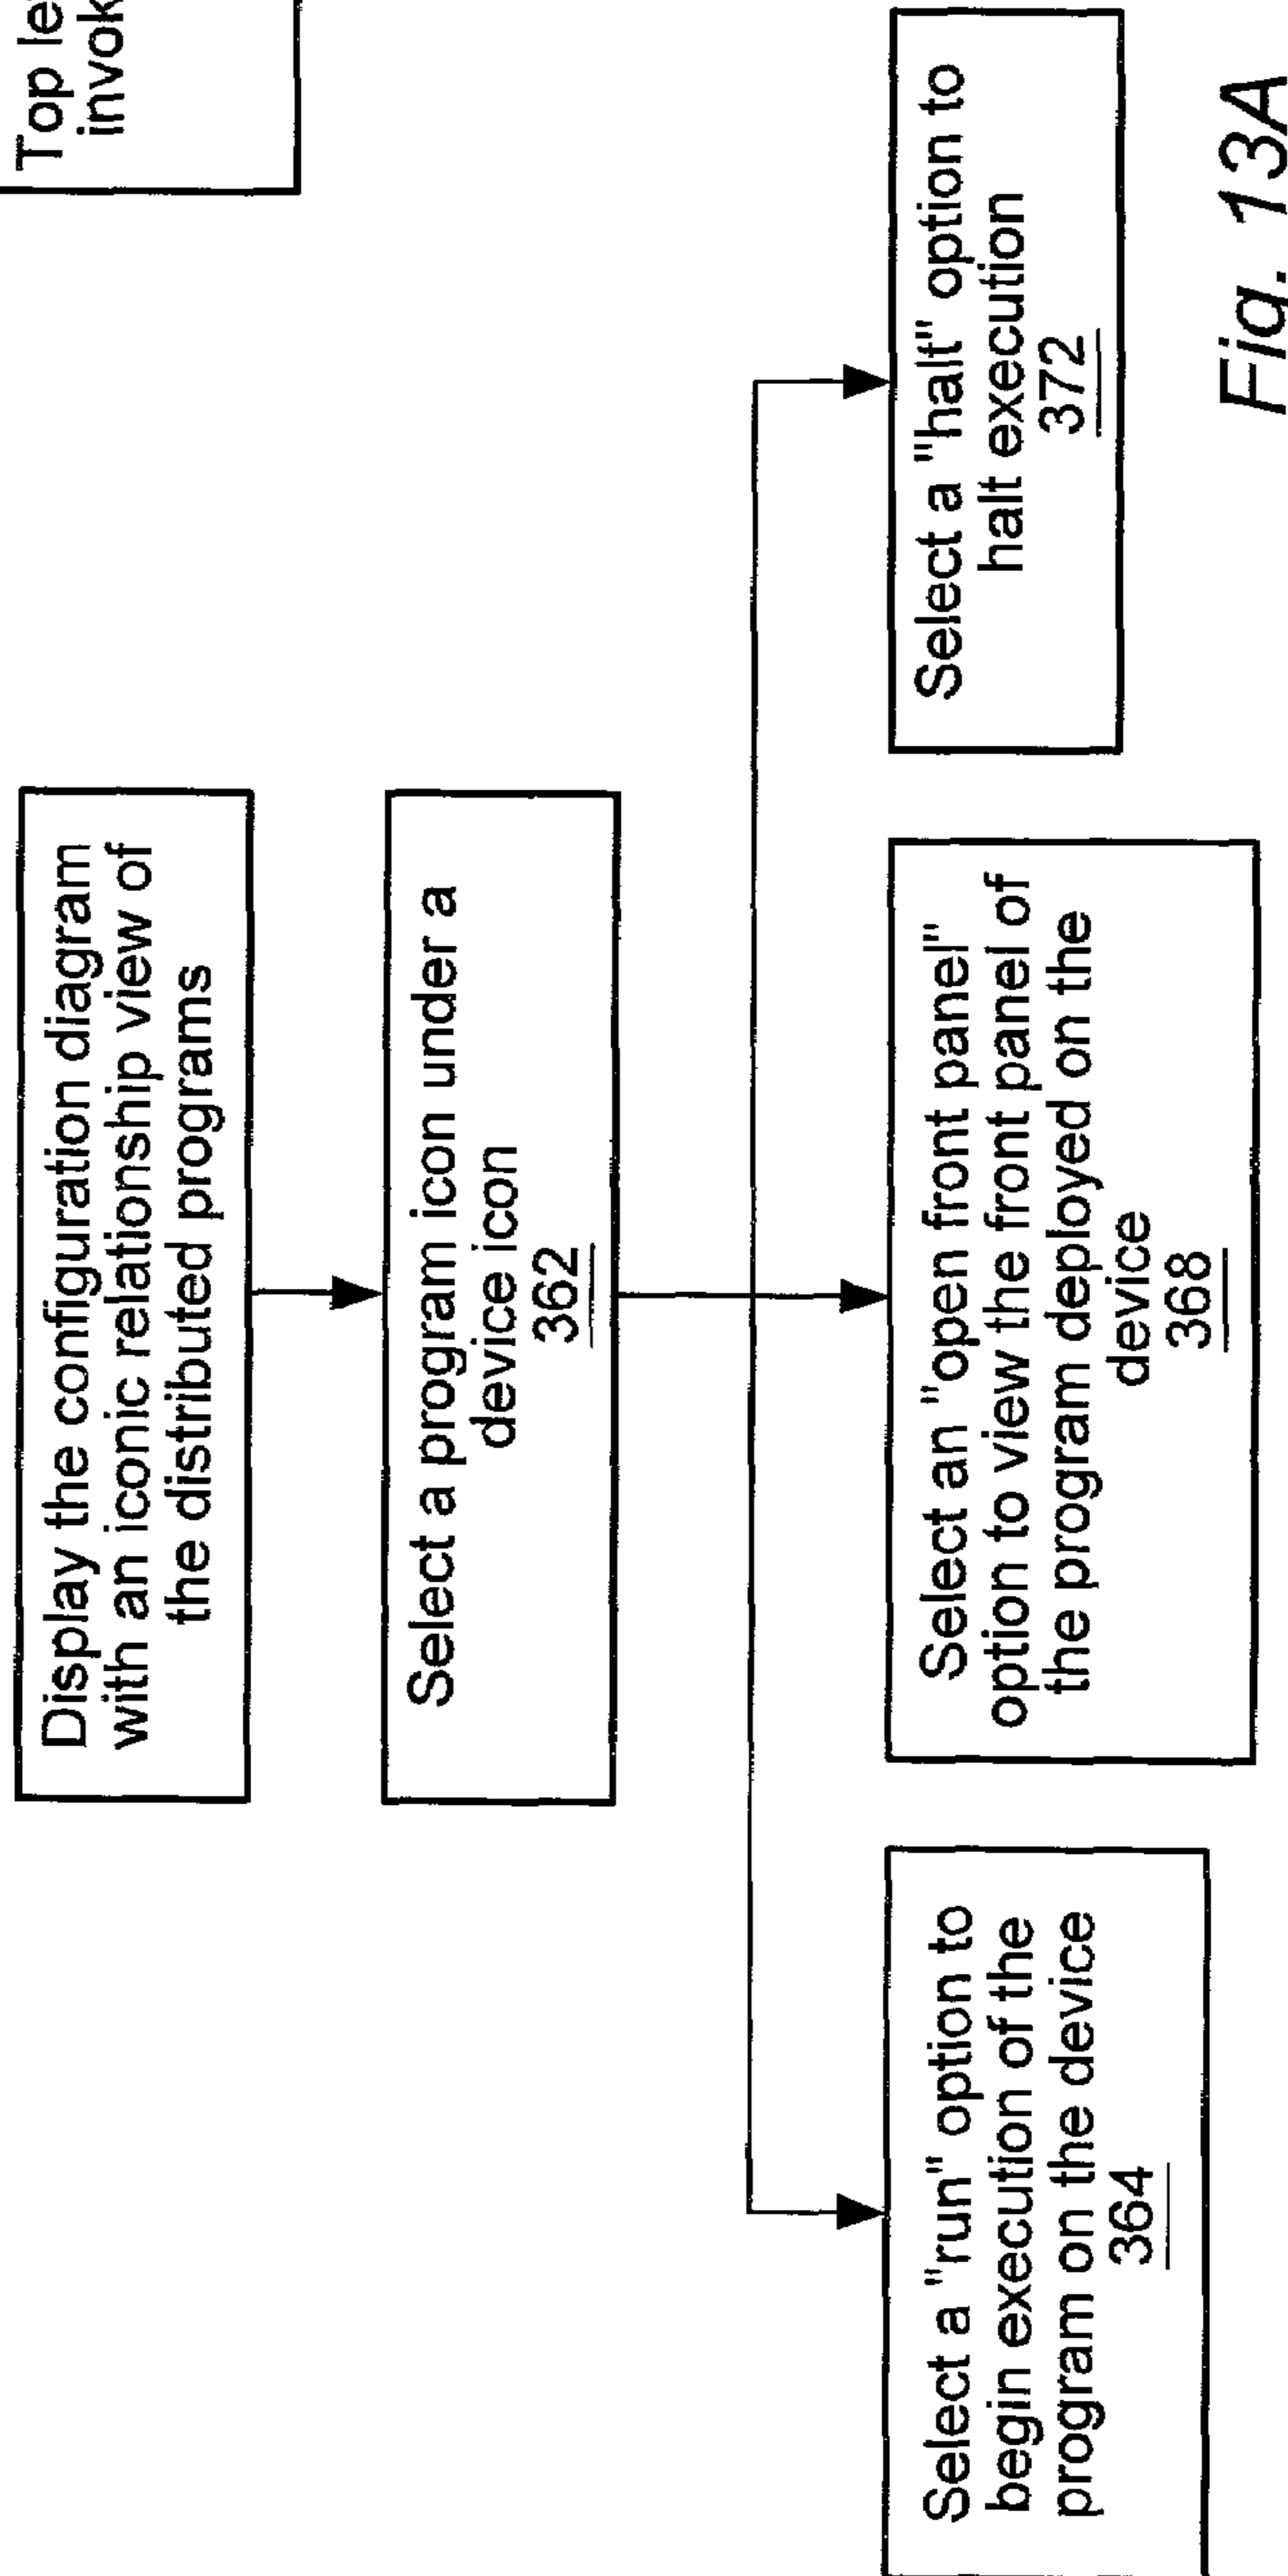 Display the configuration diagram
with an iconic relationship view of
the distributed programs
Select a program icon under a
device icon
362
Select a "run" option to
begin execution of the
program on the device
364
Select an "open front panel"
option to view the front panel of
the program deployed on the
device
368
Select a "halt" option to
halt execution
372
Top
Fig. 13A